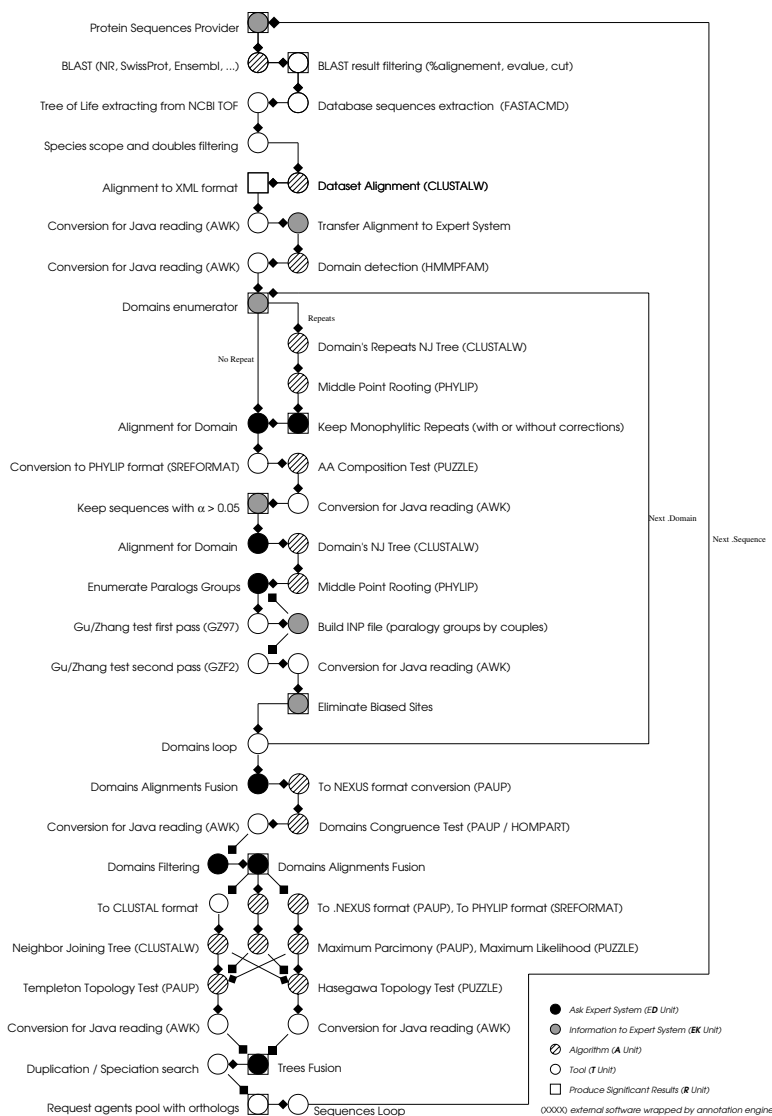 Protein Sequences Provider
BLAST (NR, SwissProt, Ensembl, ...) BLAST result filtering (%alignement, evalue, cut)
Tree of Life extracting from NCBI TOF Database sequences extraction (FASTACMD)
Species scope and doubles filtering
Alignment to XML format Dataset Alignment (CLUSTALW)
Conversion for Java reading (AWK) Transfer Alignment to Expert System
Conversion for Java reading (AWK) Domain detection (HMMPFAM)
Domains enumerator
Repeats
Domain's Repeats NJ Tree (CLUSTALW)
No Repeat
Middle Point Rooting (PHYLIP)
Alignment for Domain Keep Monophylitic Repeats (with or without corrections)
Conversion to PHYLIP format (SREFORMAT) AA Composition Test (PUZZLE)
Keep sequences with α > 0.05 Conversion for Java reading (AWK)
Next .Domain
Next .Sequence
Alignment for Domain Domain's NJ Tree (CLUSTALW)
Enumerate Paralogs Groups Middle Point Rooting (PHYLIP)
Gu/Zhang test first pass (GZ97) Build INP file (paralogy groups by couples)
Gu/Zhang test second pass (GZF2) Conversion for Java reading (AWK)
Eliminate Biased Sites
Domains loop
Domains Alignments Fusion To NEXUS format conversion (PAUP)
Conversion for Java reading (AWK) Domains Congruence Test (PAUP / HOMPART)
Domains Filtering Domains Alignments Fusion
To CLUSTAL format To .NEXUS format (PAUP), To PHYLIP format (SREFORMAT)
Neighbor Joining Tree (CLUSTALW) Maximum Parcimony (PAUP), Maximum Likelihood (PUZZLE)
Templeton Topology Test (PAUP) Hasegawa Topology Test (PUZZLE)
Conversion for Java reading (AWK) Conversion for Java reading (AWK)
Duplication / Speciation search Trees Fusion
Request agents pool with orthologs Sequences Loop
Ask Expert System (ED Unit)
Information to Expert System (EK Unit)
Algorithm (A Unit)
Tool (T Unit)
Produce Significant Results (R Unit)
(XXXX) external software wrapped by annotation engine